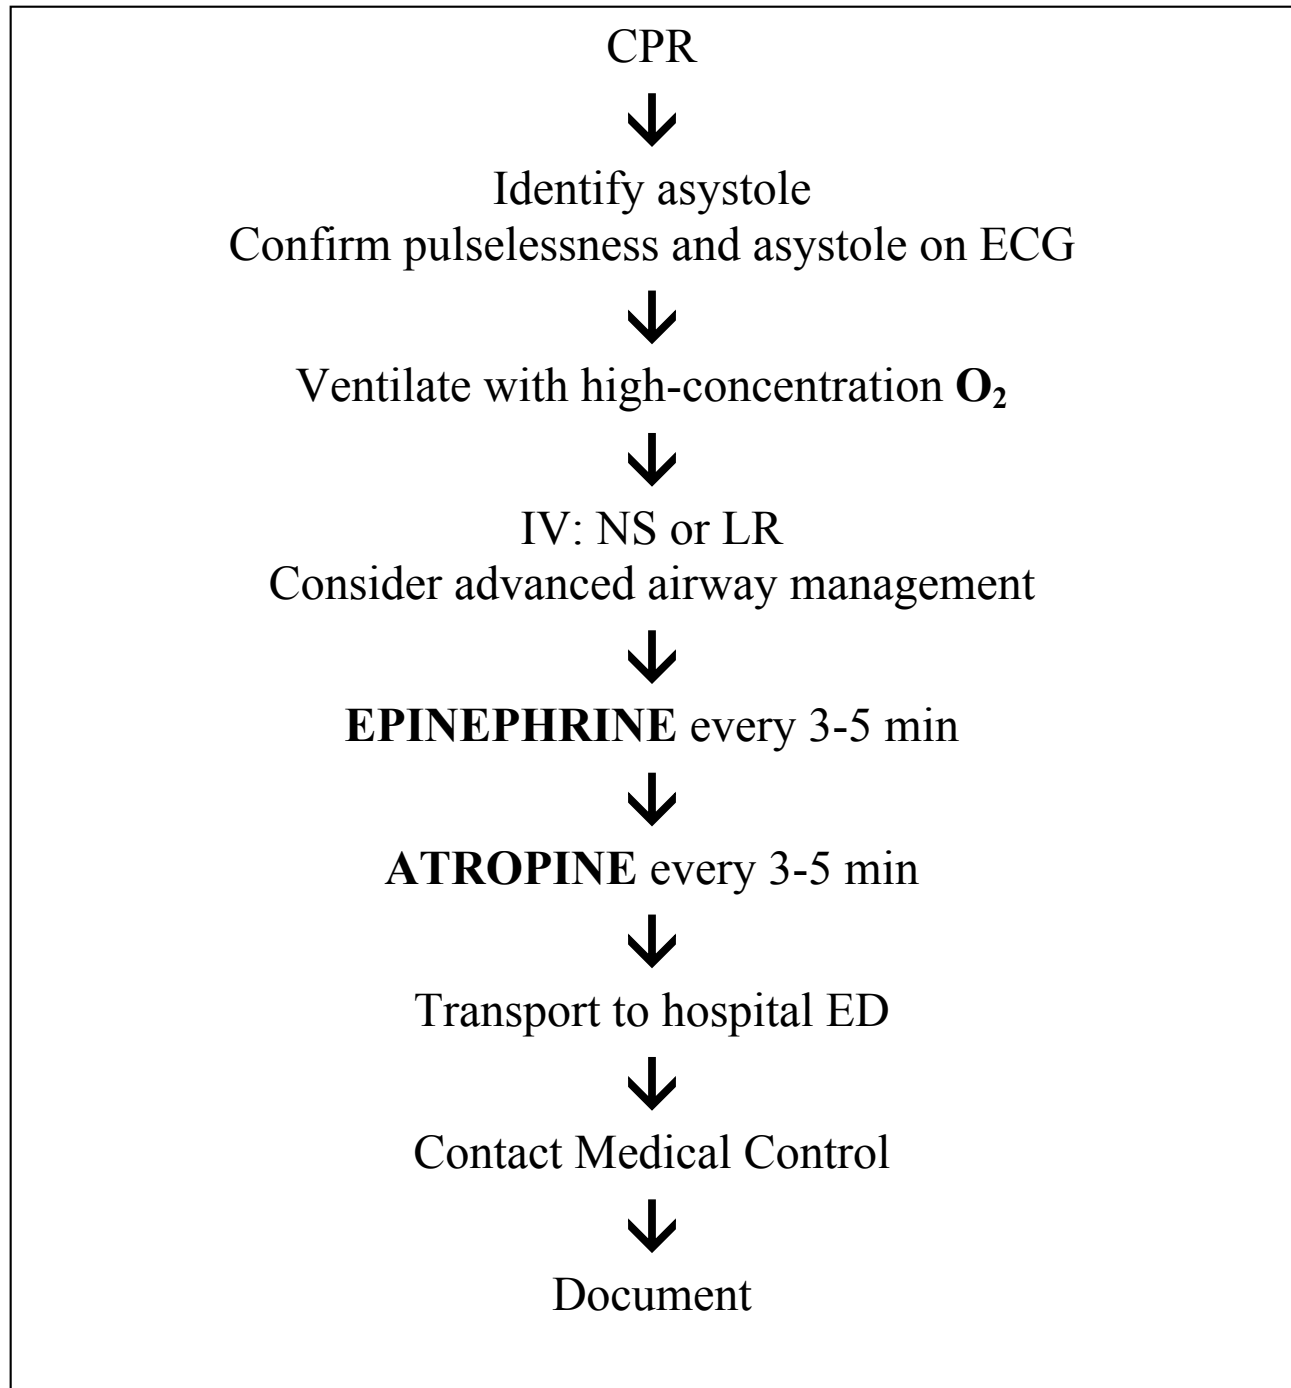 CPR
Identify asystole
Confirm pulselessness and asystole on ECG
Ventilate with high-concentration O₂
IV: NS or LR
Consider advanced airway management
EPINEPHRINE every 3-5 min
ATROPINE every 3-5 min
Transport to hospital ED
Contact Medical Control
Document